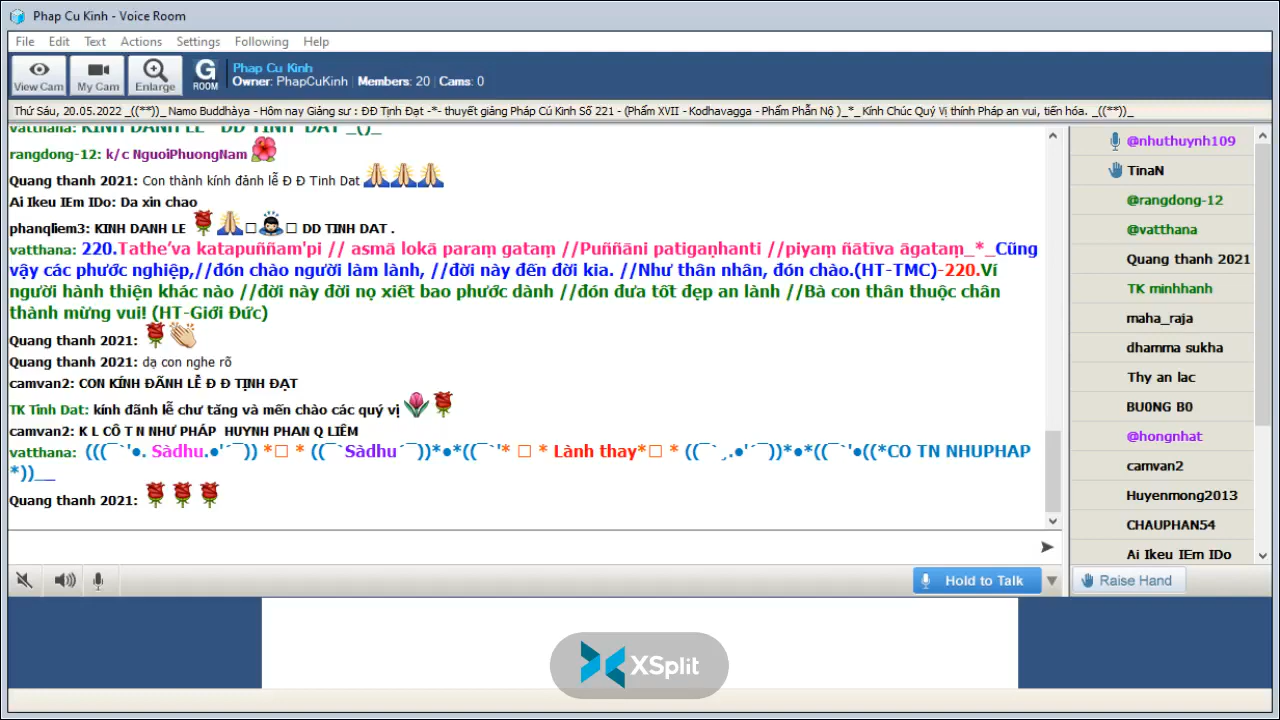 Phap Cu Kinh - Voice Room
File Edit Text Actions Settings Following Help
View Cam My Cam Enlarge G ROOM
Phap Cu Kinh
Owner: PhapCuKinh | Members: 20 | Cams: 0
Thứ Sáu, 20.05.2022 _((**))_ Namo Buddhàya - Hôm nay Giảng sư : ĐĐ Tịnh Đạt -*- thuyết giảng Pháp Cú Kinh Số 221 - (Phẩm XVII - Kodhavagga - Phẩm Phẫn Nộ )_*_ Kính Chúc Quý Vị thính Pháp an vui, tiến hóa. _((**))_
vatthana: KINH DANH LE DD TINH DAT _()_
rangdong-12: k/c NguoiPhuongNam
Quang thanh 2021: Con thành kính đảnh lễ Đ Đ Tinh Dat
Ai Ikeu IEm IDo: Da xin chao
phanqliem3: KINH DANH LE DD TINH DAT .
vatthana: 220.Tathe’va katapuññam'pi // asmā lokā paraṃ gataṃ //Puññāni patigaṇhanti //piyaṃ ñātīva āgataṃ_*_Cũng
vậy các phước nghiệp,//đón chào người làm lành, //đời này đến đời kia. //Như thân nhân, đón chào.(HT-TMC)-220.Ví
người hành thiện khác nào //đời này đời nọ xiết bao phước dành //đón đưa tốt đẹp an lành //Bà con thân thuộc chân
thành mừng vui! (HT-Giới Đức)
Quang thanh 2021:
Quang thanh 2021: dạ con nghe rõ
camvan2: CON KÍNH ĐÃNH LỄ Đ Đ TỊNH ĐẠT
TK Tinh Dat: kính đãnh lễ chư tăng và mến chào các quý vị
camvan2: K L CÔ T N NHƯ PHÁP HUYNH PHAN Q LIÊM
vatthana: (((¯`'●. Sàdhu.●'´¯)) *□ * ((¯`Sàdhu´¯))*●*((¯`'* □ * Lành thay*□ * ((¯`¸.●'´¯))*●*((¯`'●((*CO TN NHUPHAP
*))__
Quang thanh 2021:
@nhuthuynh109
TinaN
@rangdong-12
@vatthana
Quang thanh 2021
TK minhhanh
maha_raja
dhamma sukha
Thy an lac
BU0NG B0
@hongnhat
camvan2
Huyenmong2013
CHAUPHAN54
Ai Ikeu IEm IDo
Hold to Talk
Raise Hand
XSplit